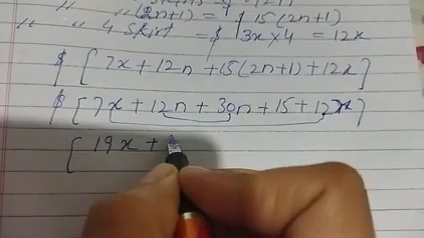 (2n+1) = $ 15(2n+1)
" " 4 Skirt = $ 3x × 4 = 12x
$ [7x + 12n + 15(2n+1) + 12x]
$ [7x + 12n + 30n + 15 + 12x]
[19x +